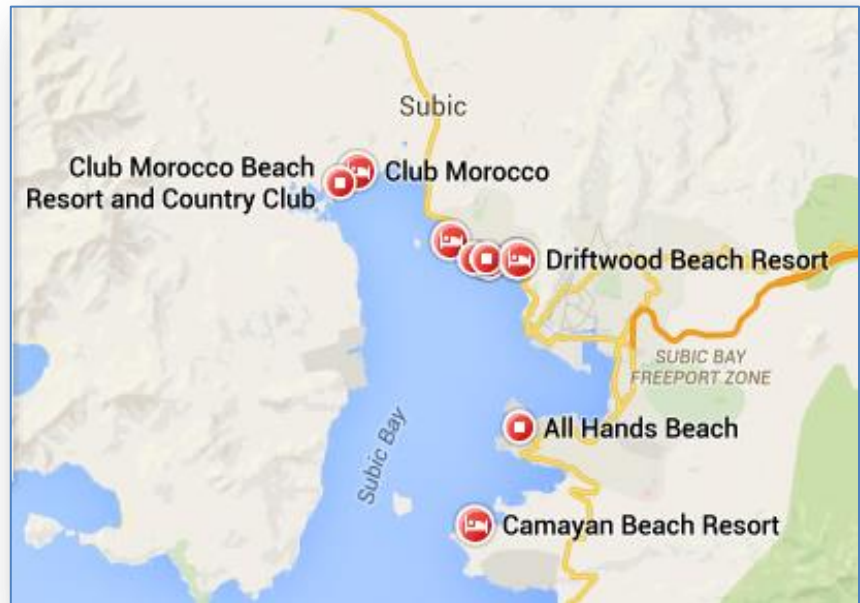 Subic
Club Morocco Beach
Resort and Country Club
Club Morocco
Driftwood Beach Resort
SUBIC BAY
FREEPORT ZONE
All Hands Beach
Subic Bay
Camayan Beach Resort